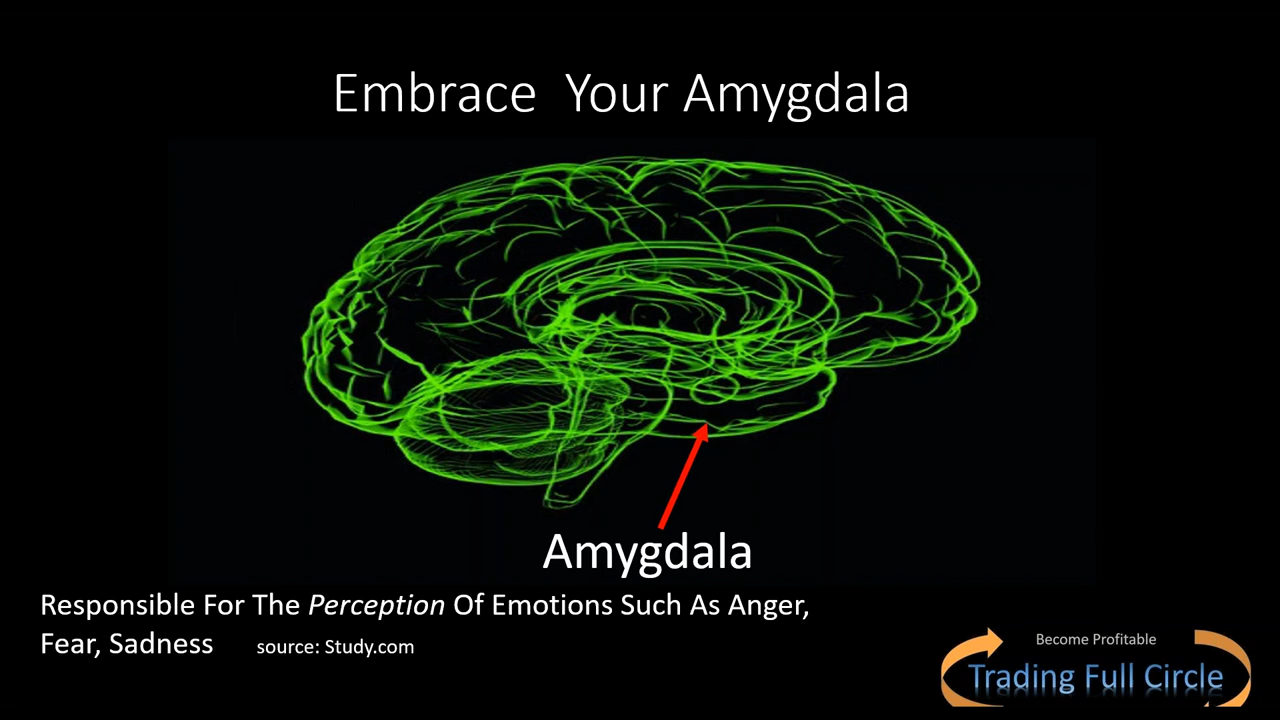 Embrace  Your Amygdala
Amygdala
Responsible For The Perception Of Emotions Such As Anger,
Fear, Sadness source: Study.com
Become Profitable
Trading Full Circle